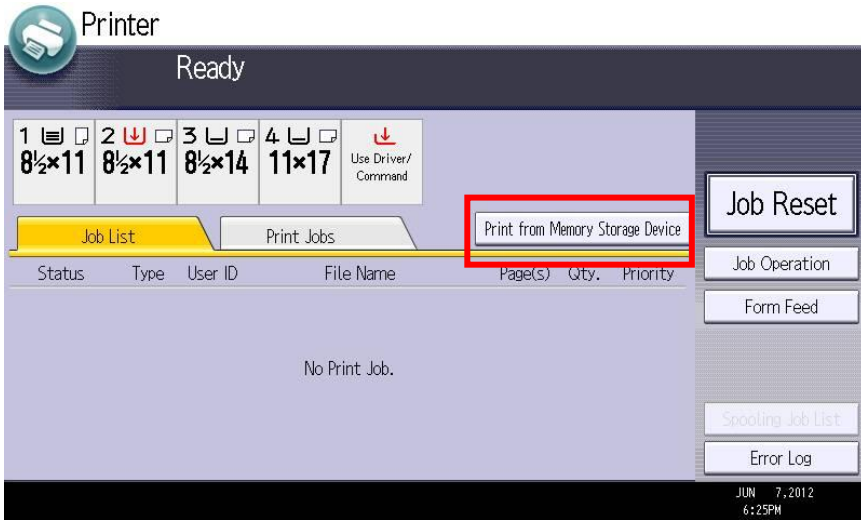 Printer
Ready
1 2 3 4
8½×11 8½×11 8½×14 11×17 Use Driver/
Command
Job Reset
Job List Print Jobs Print from Memory Storage Device
Job Operation
Status Type User ID File Name Page(s) Qty. Priority
Form Feed
No Print Job.
Spooling Job List
Error Log
JUN 7,2012
6:25PM